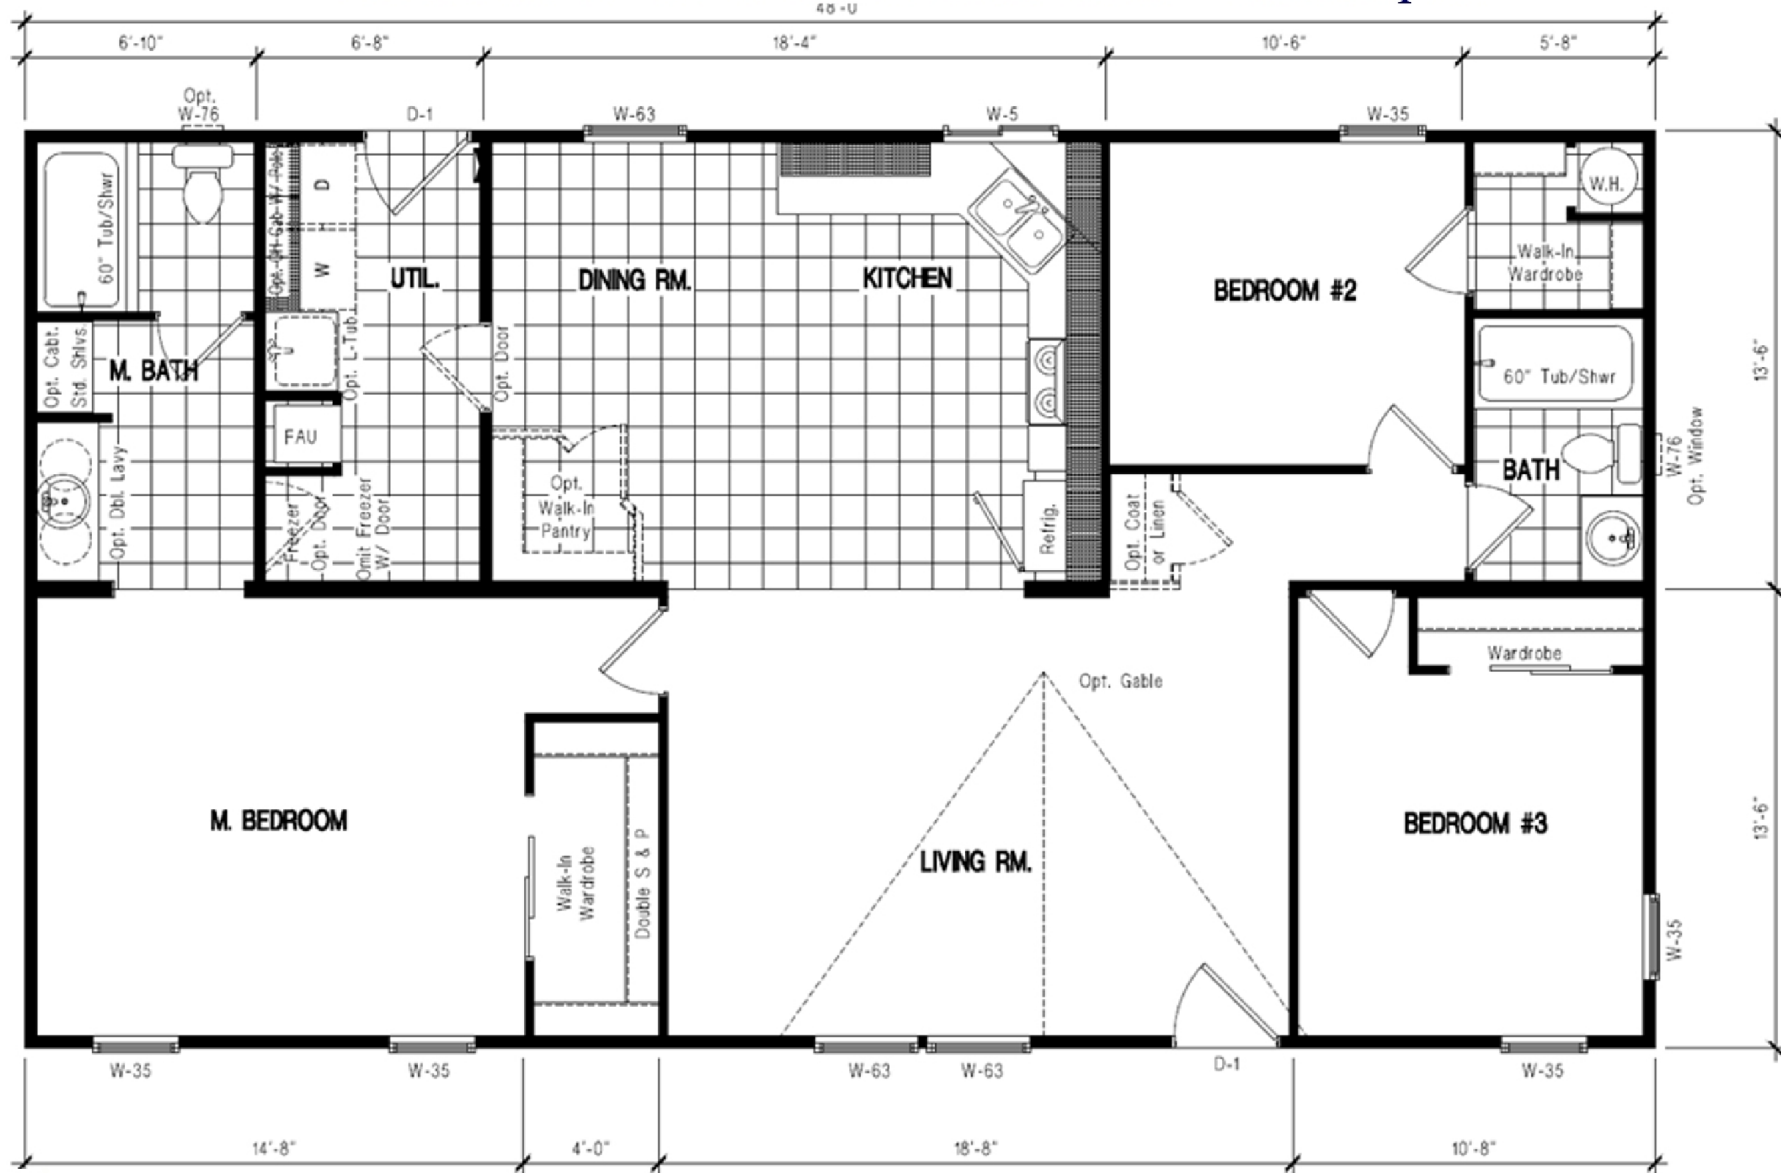 48'-0"
6'-10"
6'-8"
18'-4"
10'-6"
5'-8"
Opt.
W-76
D-1
W-63
W-5
W-35
60" Tub/Shwr
D
W
UTIL.
Opt. L-Tub
DINING RM.
KITCHEN
BEDROOM #2
W.H.
Walk-In
Wardrobe
13'-6"
Opt. Cabt.
Std. Shlvs.
M. BATH
Opt. Door
60" Tub/Shwr
FAU
Opt. Dbl. Lavy
Freezer
Opt. Door
Omit Freezer
W/ Door
Opt.
Walk-In
Pantry
Refrig.
Opt. Coat
or Linen
BATH
W-76
Opt. Window
Opt. Gable
Wardrobe
M. BEDROOM
Walk-In
Wardrobe
Double S & P
LIVING RM.
BEDROOM #3
13'-6"
W-35
W-35
W-35
W-63
W-63
D-1
W-35
14'-8"
4'-0"
18'-8"
10'-8"